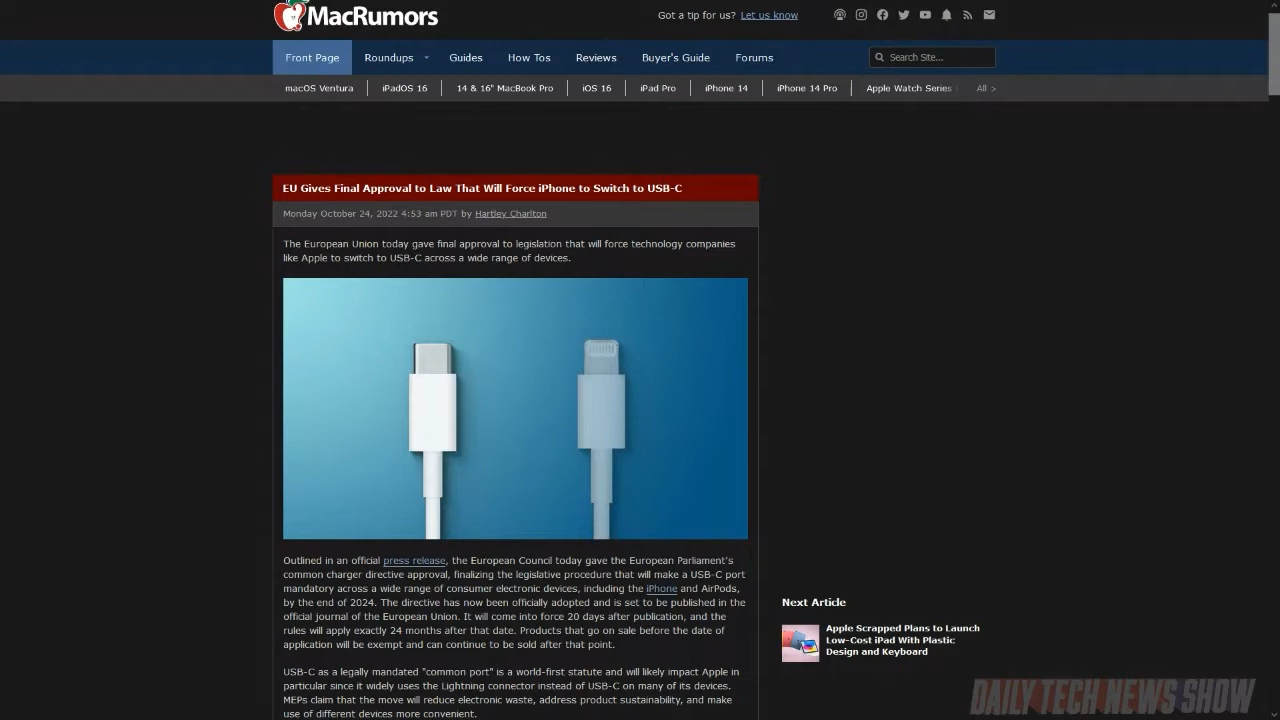 MacRumors
Got a tip for us? Let us know
Front Page Roundups Guides How Tos Reviews Buyer's Guide Forums Search Site...
macOS Ventura iPadOS 16 14 & 16" MacBook Pro iOS 16 iPad Pro iPhone 14 iPhone 14 Pro Apple Watch Series All >
EU Gives Final Approval to Law That Will Force iPhone to Switch to USB-C
Monday October 24, 2022 4:53 am PDT by Hartley Charlton
The European Union today gave final approval to legislation that will force technology companies
like Apple to switch to USB-C across a wide range of devices.
Outlined in an official press release, the European Council today gave the European Parliament's
common charger directive approval, finalizing the legislative procedure that will make a USB-C port
mandatory across a wide range of consumer electronic devices, including the iPhone and AirPods,
by the end of 2024. The directive has now been officially adopted and is set to be published in the
official journal of the European Union. It will come into force 20 days after publication, and the
rules will apply exactly 24 months after that date. Products that go on sale before the date of
application will be exempt and can continue to be sold after that point.
USB-C as a legally mandated "common port" is a world-first statute and will likely impact Apple in
particular since it widely uses the Lightning connector instead of USB-C on many of its devices.
MEPs claim that the move will reduce electronic waste, address product sustainability, and make
use of different devices more convenient.
Next Article
Apple Scrapped Plans to Launch
Low-Cost iPad With Plastic
Design and Keyboard
DAILY TECH NEWS SHOW